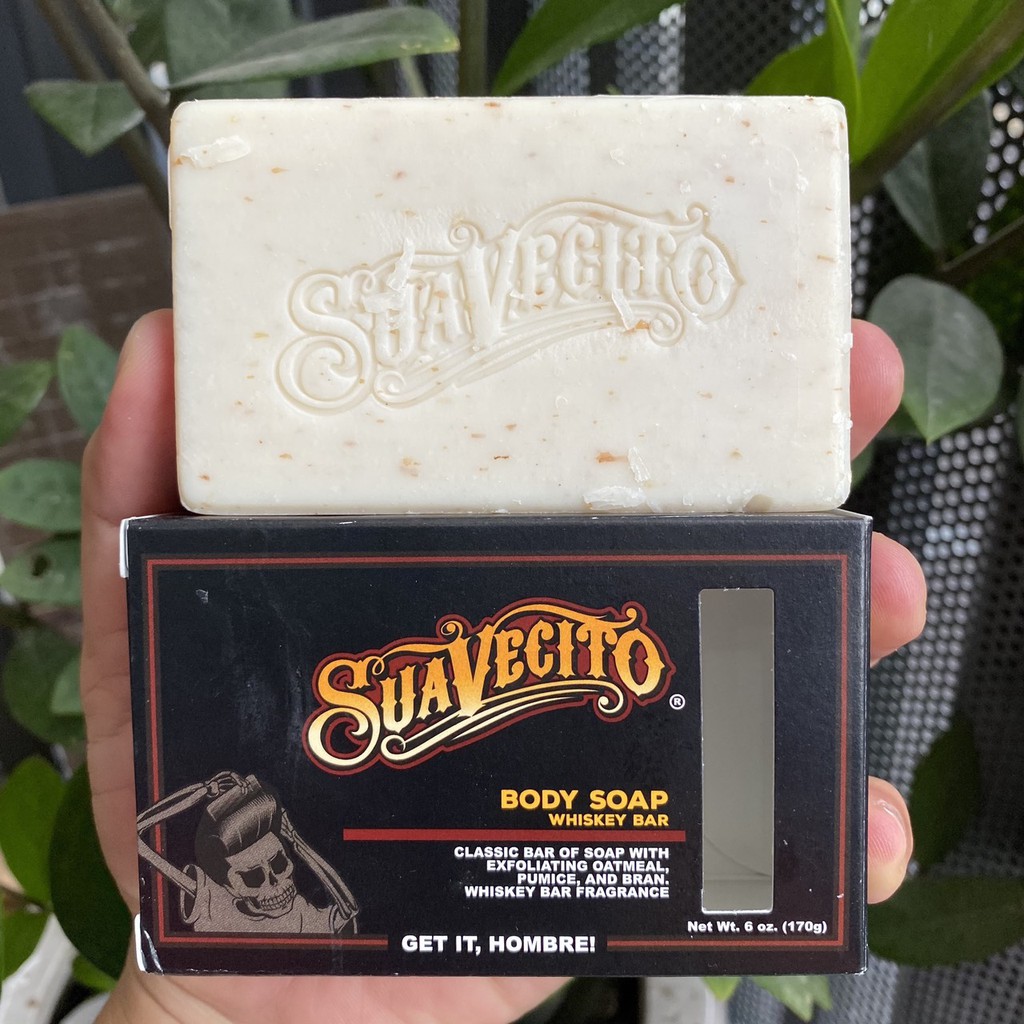 SUAVECITO
SUAVECITO
®
BODY SOAP
WHISKEY BAR
CLASSIC BAR OF SOAP WITH
EXFOLIATING OATMEAL,
PUMICE, AND BRAN.
WHISKEY BAR FRAGRANCE
Net Wt. 6 oz. (170g)
GET IT, HOMBRE!